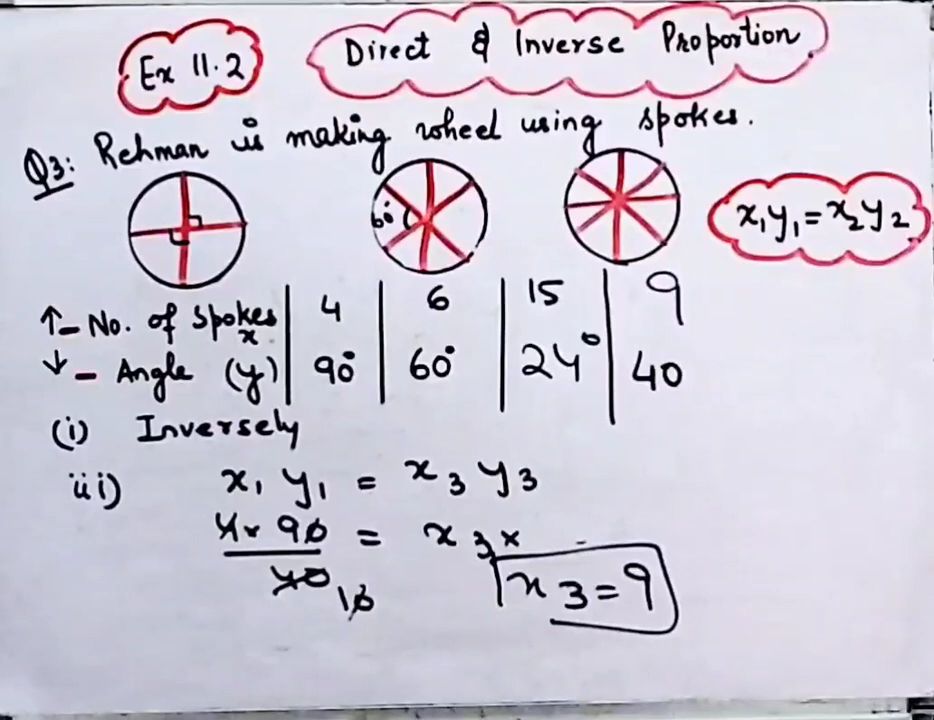 Ex 11.2
Direct & Inverse Proportion
Q3: Rehman is making wheel using spokes.
60°
x₁y₁ = x₂y₂
↑ - No. of spokes x | 4 | 6 | 15 | 9
↓ - Angle (y) | 90° | 60° | 24° | 40
(i) Inversely
iii) x₁ y₁ = x₃ y₃
4 x 90 = x₃ x
40 10
x₃ = 9